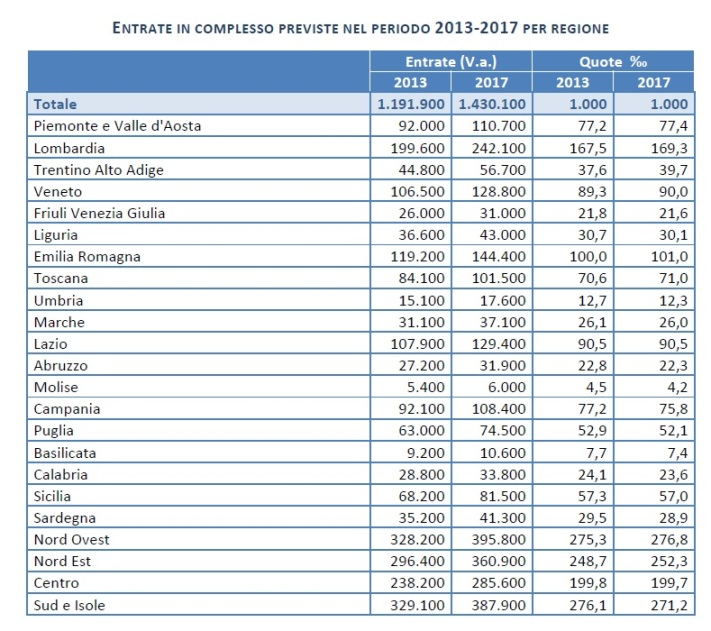 ENTRATE IN COMPLESSO PREVISTE NEL PERIODO 2013-2017 PER REGIONE
Entrate (V.a.) Quote ‰
2013 2017 2013 2017
Totale 1.191.900 1.430.100 1.000 1.000
Piemonte e Valle d'Aosta 92.000 110.700 77,2 77,4
Lombardia 199.600 242.100 167,5 169,3
Trentino Alto Adige 44.800 56.700 37,6 39,7
Veneto 106.500 128.800 89,3 90,0
Friuli Venezia Giulia 26.000 31.000 21,8 21,6
Liguria 36.600 43.000 30,7 30,1
Emilia Romagna 119.200 144.400 100,0 101,0
Toscana 84.100 101.500 70,6 71,0
Umbria 15.100 17.600 12,7 12,3
Marche 31.100 37.100 26,1 26,0
Lazio 107.900 129.400 90,5 90,5
Abruzzo 27.200 31.900 22,8 22,3
Molise 5.400 6.000 4,5 4,2
Campania 92.100 108.400 77,2 75,8
Puglia 63.000 74.500 52,9 52,1
Basilicata 9.200 10.600 7,7 7,4
Calabria 28.800 33.800 24,1 23,6
Sicilia 68.200 81.500 57,3 57,0
Sardegna 35.200 41.300 29,5 28,9
Nord Ovest 328.200 395.800 275,3 276,8
Nord Est 296.400 360.900 248,7 252,3
Centro 238.200 285.600 199,8 199,7
Sud e Isole 329.100 387.900 276,1 271,2